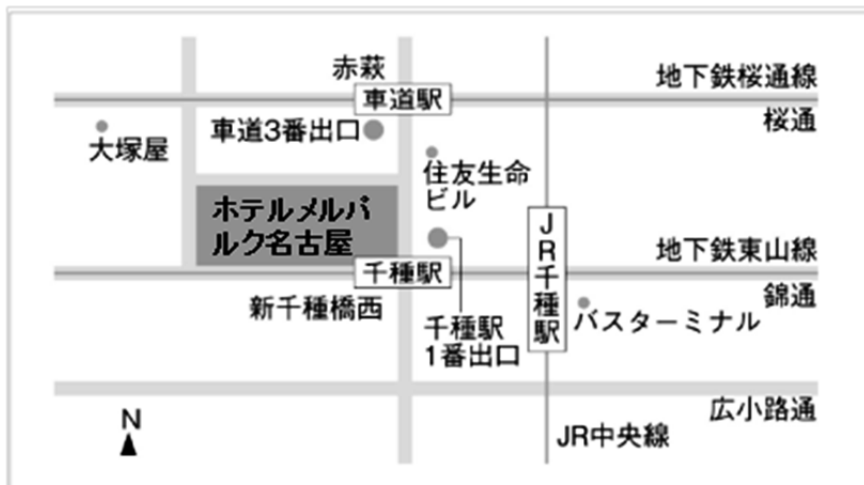 赤萩
地下鉄桜通線
車道駅
桜通
大塚屋
車道3番出口
住友生命
ビル
ホテルメルパ
ルク名古屋
JR千種駅
地下鉄東山線
千種駅
錦通
新千種橋西
千種駅
1番出口
バスターミナル
広小路通
N
JR中央線